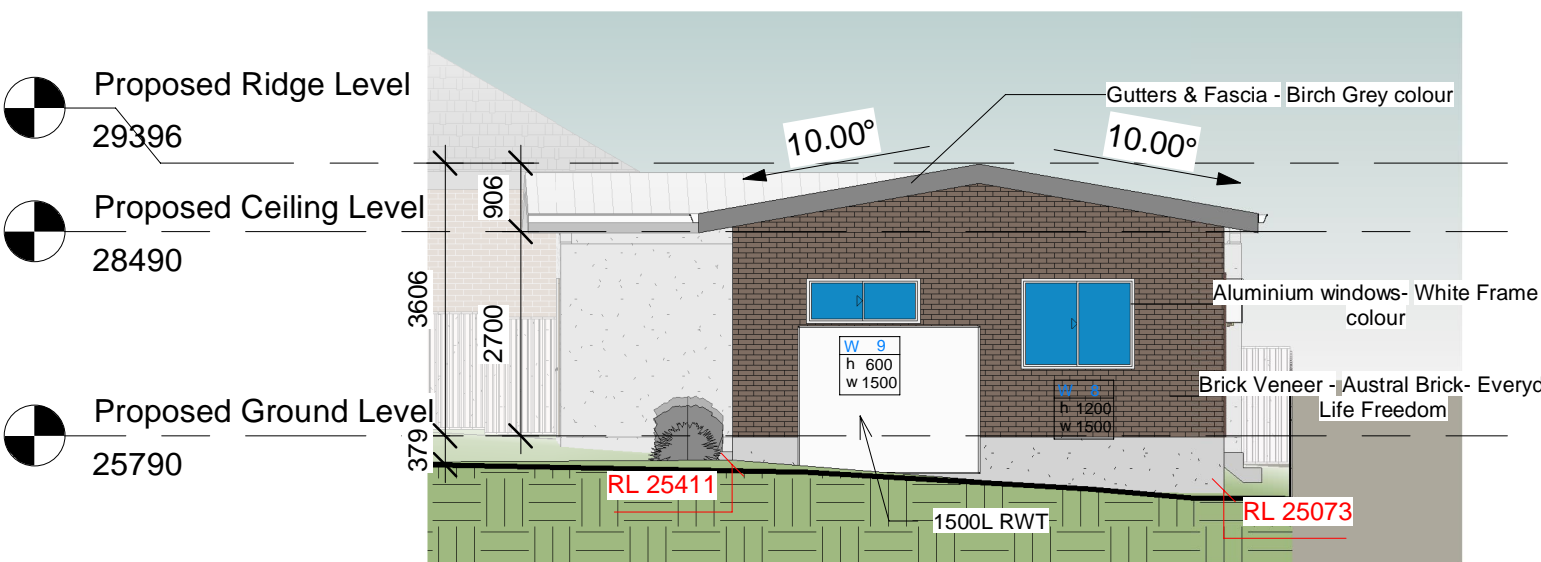 Proposed Ridge Level
29396
Gutters & Fascia - Birch Grey colour
10.00°
10.00°
906
Proposed Ceiling Level
28490
3606
2700
Aluminium windows- White Frame
colour
W 9
h 600
w 1500
W 8
h 1200
w 1500
Brick Veneer - Austral Brick- Everyd
Life Freedom
Proposed Ground Level
25790
379
RL 25411
1500L RWT
RL 25073